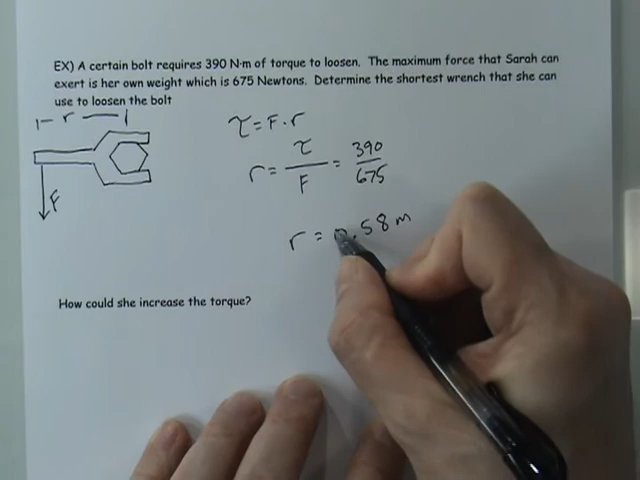 EX) A certain bolt requires 390 N·m of torque to loosen. The maximum force that Sarah can
exert is her own weight which is 675 Newtons. Determine the shortest wrench that she can
use to loosen the bolt
r
F
τ = F·r
r = τ/F = 390/675
r = 0.58 m
How could she increase the torque?